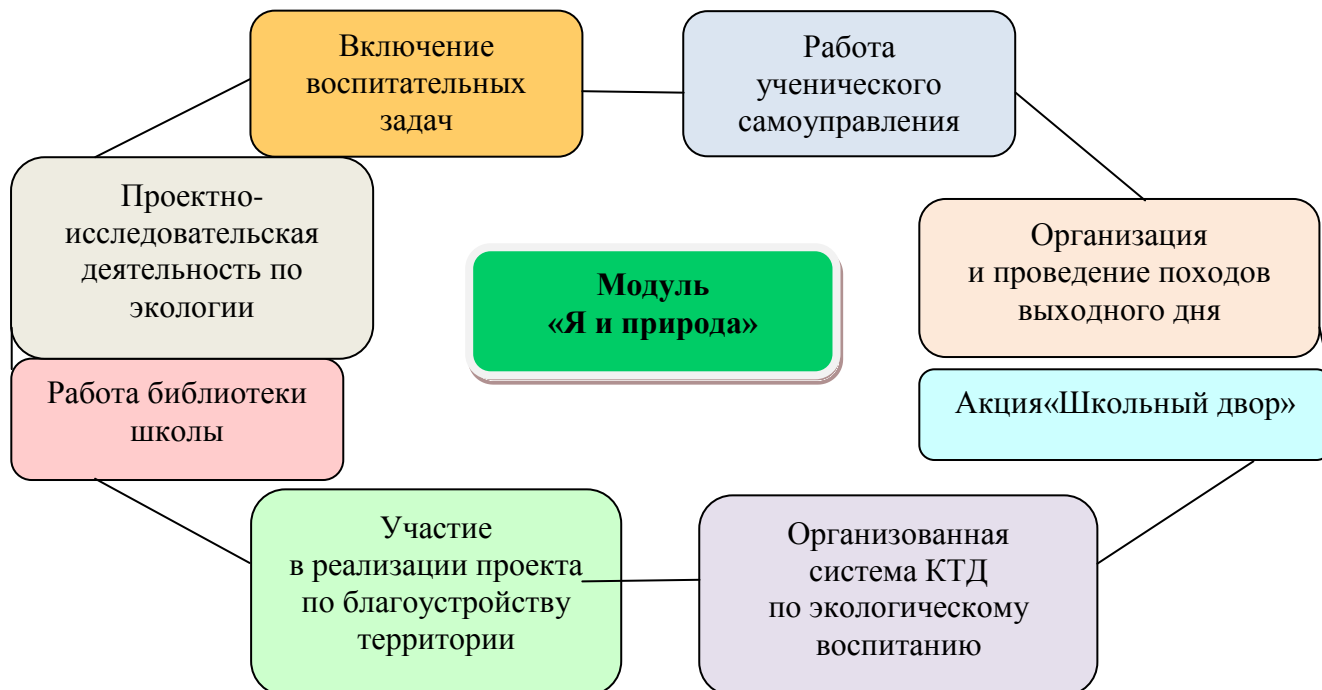 Включение
воспитательных
задач
Работа
ученического
самоуправления
Проектно-
исследовательская
деятельность по
экологии
Модуль
«Я и природа»
Организация
и проведение походов
выходного дня
Работа библиотеки
школы
Акция«Школьный двор»
Участие
в реализации проекта
по благоустройству
территории
Организованная
система КТД
по экологическому
воспитанию